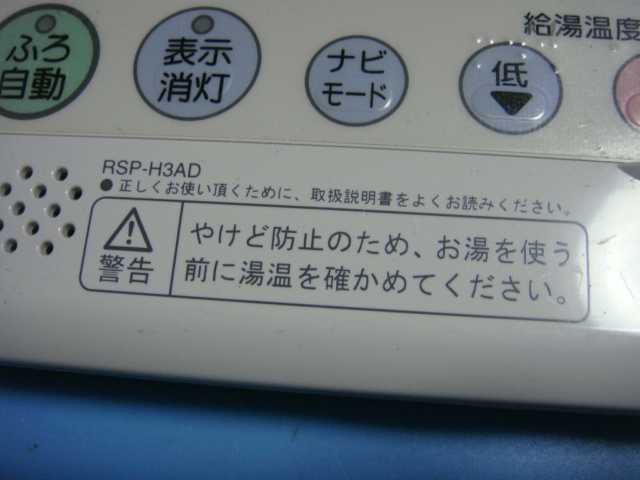 給湯温度
ふろ
自動
表示
消灯
ナビ
モード
低
RSP-H3AD
●正しくお使い頂くために、取扱説明書をよくお読みください。
警告
やけど防止のため、お湯を使う
前に湯温を確かめてください。